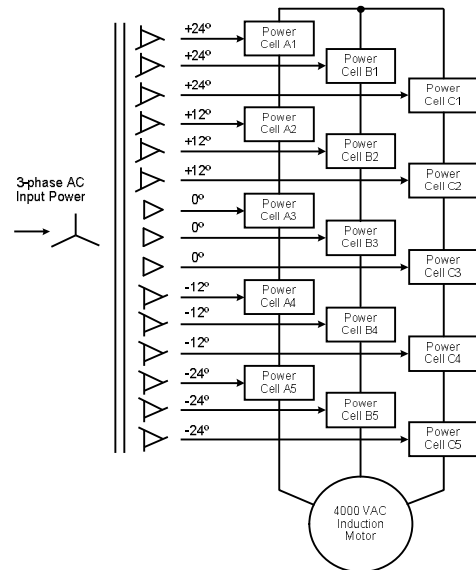 +24º
Power
Cell A1
+24º
Power
Cell B1
+24º
Power
Cell C1
+12º
Power
Cell A2
+12º
Power
Cell B2
+12º
Power
Cell C2
3-phase AC
Input Power
0º
Power
Cell A3
0º
Power
Cell B3
0º
Power
Cell C3
-12º
Power
Cell A4
-12º
Power
Cell B4
-12º
Power
Cell C4
-24º
Power
Cell A5
-24º
Power
Cell B5
-24º
Power
Cell C5
4000 VAC
Induction
Motor